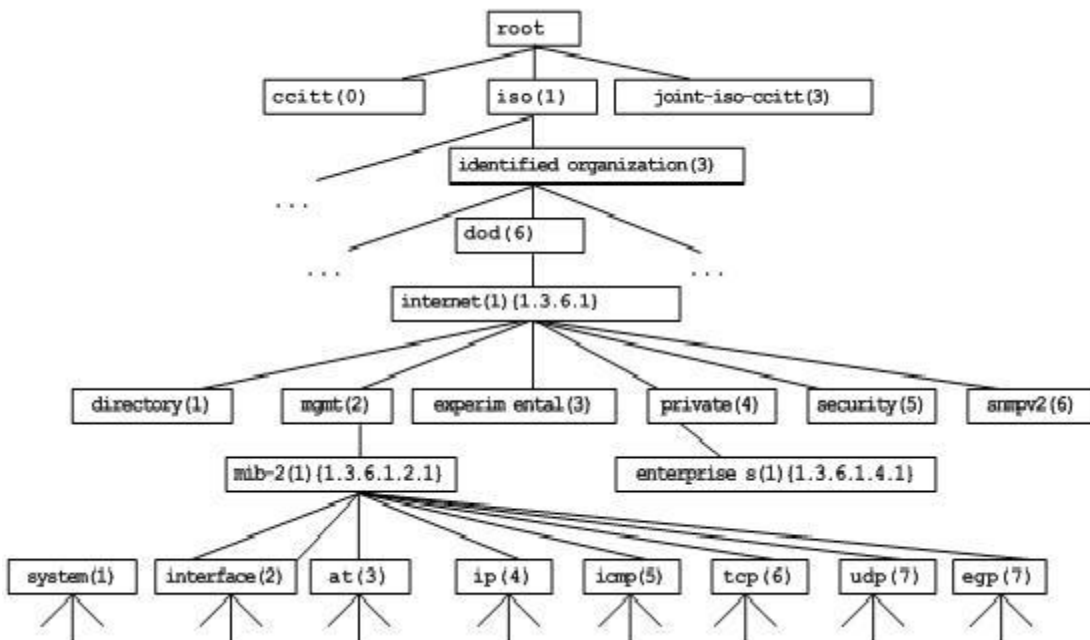 root
ccitt(0) iso(1) joint-iso-ccitt(3)
identified organization(3)
...
dod(6)
... ...
internet(1){1.3.6.1}
directory(1) mgmt(2) experim ental(3) private(4) security(5) snmpv2(6)
mib-2(1){1.3.6.1.2.1} enterprise s(1){1.3.6.1.4.1}
system(1) interface(2) at(3) ip(4) icmp(5) tcp(6) udp(7) egp(7)